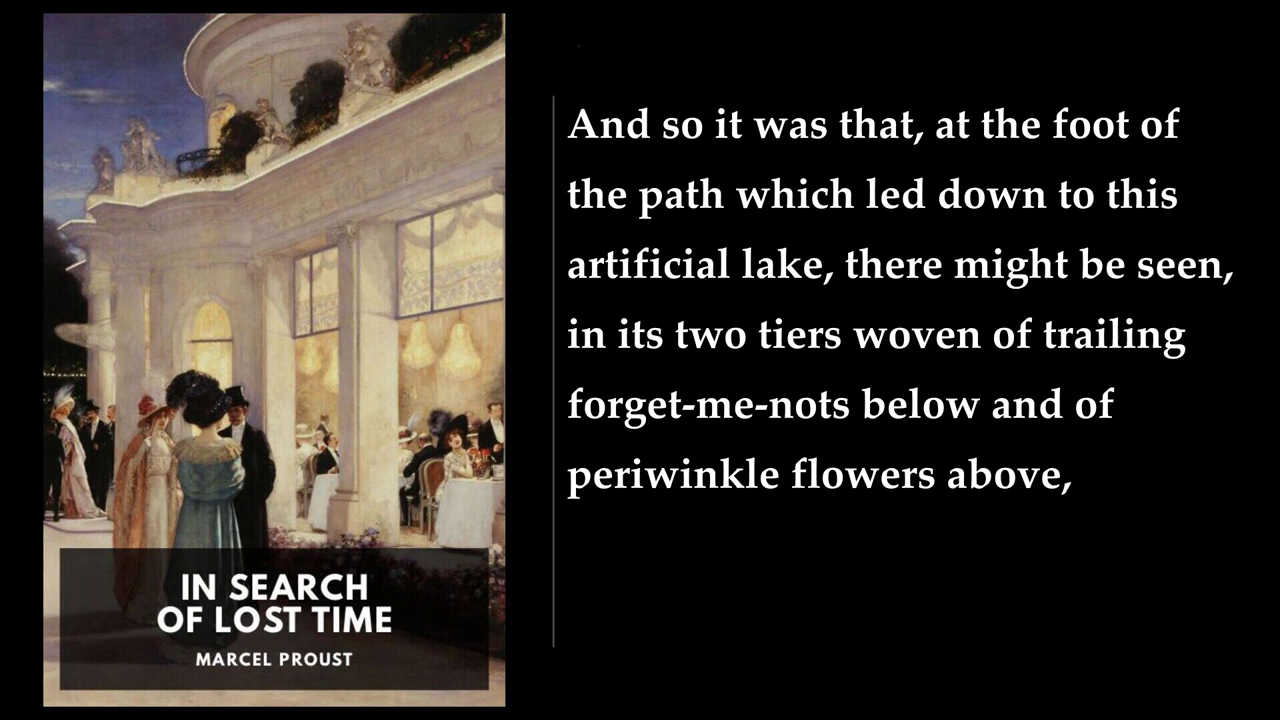 IN SEARCH
OF LOST TIME
MARCEL PROUST
And so it was that, at the foot of
the path which led down to this
artificial lake, there might be seen,
in its two tiers woven of trailing
forget-me-nots below and of
periwinkle flowers above,